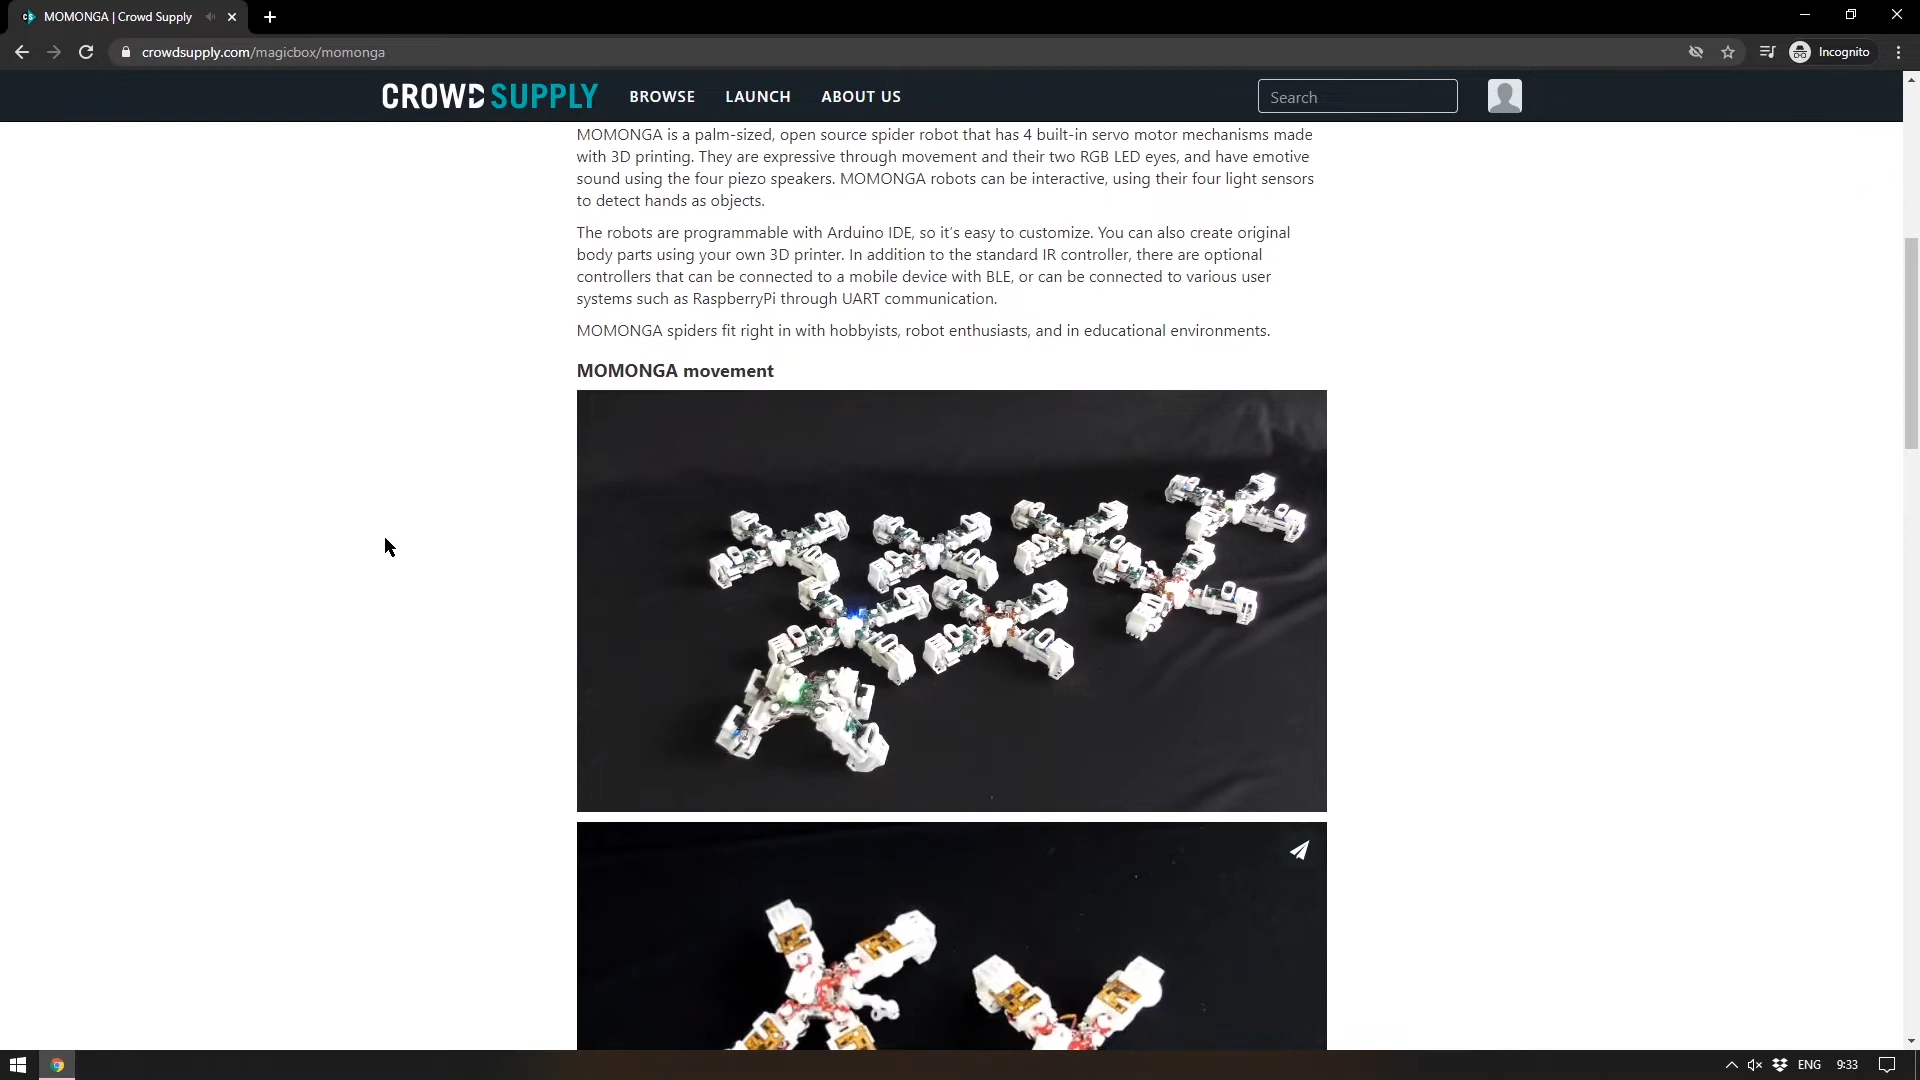 MOMONGA | Crowd Supply
crowdsupply.com/magicbox/momonga
Incognito
CROWD SUPPLY
BROWSE
LAUNCH
ABOUT US
Search
MOMONGA is a palm-sized, open source spider robot that has 4 built-in servo motor mechanisms made
with 3D printing. They are expressive through movement and their two RGB LED eyes, and have emotive
sound using the four piezo speakers. MOMONGA robots can be interactive, using their four light sensors
to detect hands as objects.
The robots are programmable with Arduino IDE, so it's easy to customize. You can also create original
body parts using your own 3D printer. In addition to the standard IR controller, there are optional
controllers that can be connected to a mobile device with BLE, or can be connected to various user
systems such as RaspberryPi through UART communication.
MOMONGA spiders fit right in with hobbyists, robot enthusiasts, and in educational environments.
MOMONGA movement
ENG
9:33